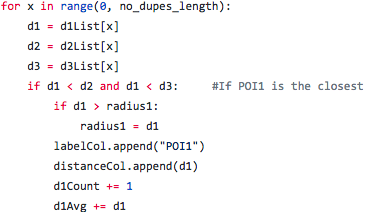 for x in range(0, no_dupes_length):
    d1 = d1List[x]
    d2 = d2List[x]
    d3 = d3List[x]
    if d1 < d2 and d1 < d3:     #If POI1 is the closest
        if d1 > radius1:
            radius1 = d1
        labelCol.append("POI1")
        distanceCol.append(d1)
        d1Count += 1
        d1Avg += d1